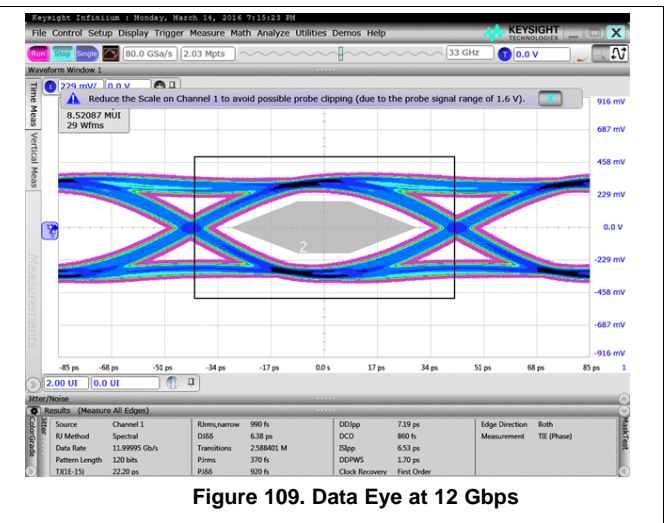 Keysight Infiniium : Monday, March 14, 2016 7:15:23 PM
File Control Setup Display Trigger Measure Math Analyze Utilities Demos Help
KEYSIGHT
TECHNOLOGIES
Run Stop Single 80.0 GSa/s 2.03 Mpts 33 GHz T 0.0 V
Waveform Window 1
1 229 mV/ 0.0 V
Reduce the Scale on Channel 1 to avoid possible probe clipping (due to the probe signal range of 1.6 V).
8.52087 MUI
29 Wfms
Time Meas
Vertical Meas
Measurements
916 mV
687 mV
458 mV
229 mV
0.0 V
-229 mV
-458 mV
-687 mV
-916 mV
2
-85 ps -68 ps -51 ps -34 ps -17 ps 0.0 s 17 ps 34 ps 51 ps 68 ps 85 ps 1
2.00 UI 0.0 UI
Jitter/Noise
Results (Measure All Edges)
ColorGrade
Jitter
MaskTest
Source Channel 1 RJrms,narrow 990 fs DDJpp 7.19 ps Edge Direction Both
RJ Method Spectral DJδδ 6.38 ps DCD 860 fs Measurement TIE (Phase)
Data Rate 11.99995 Gb/s Transitions 2.588401 M ISIpp 6.53 ps
Pattern Length 120 bits PJrms 370 fs DDPWS 1.70 ps
TJ(1E-15) 22.20 ps PJδδ 920 fs Clock Recovery First Order
Figure 109. Data Eye at 12 Gbps